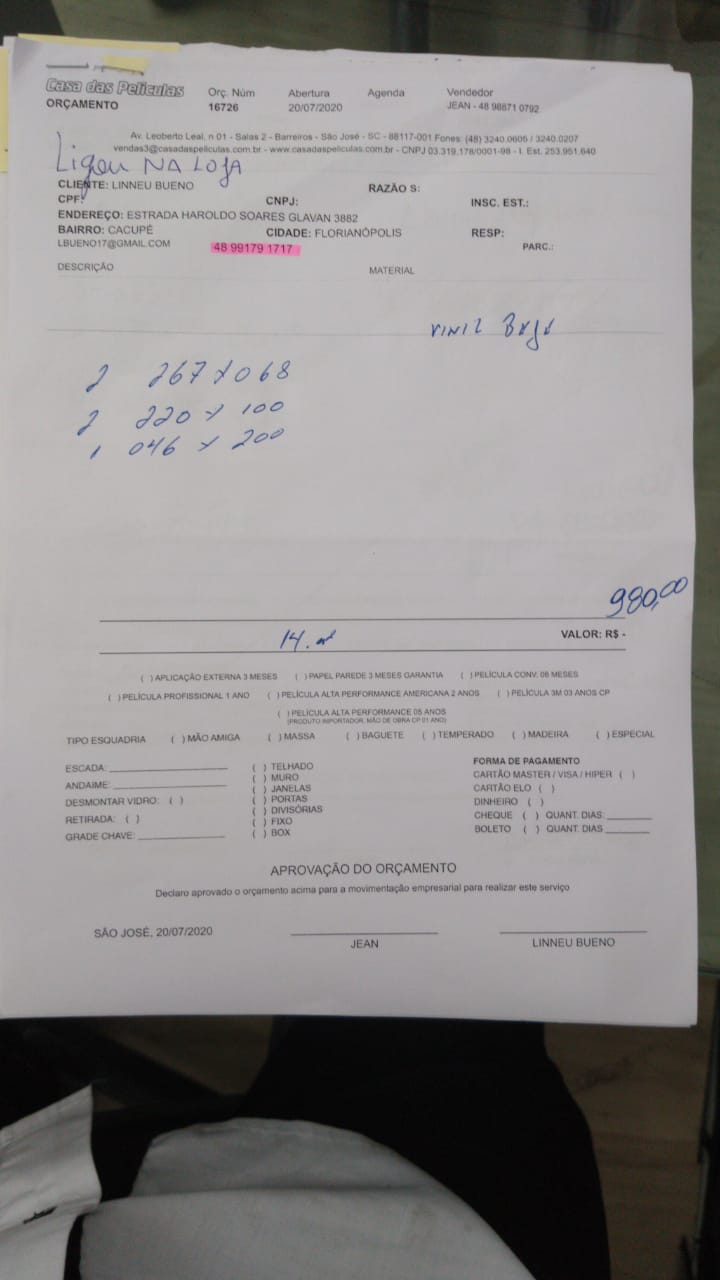 Casa das Películas
ORÇAMENTO
Orç. Núm
16726
Abertura
20/07/2020
Agenda
Vendedor
JEAN - 48 98871 0792
Av. Leoberto Leal, n 01 - Salas 2 - Barreiros - São José - SC - 88117-001 Fones: (48) 3240.0606 / 3240.0207
vendas3@casadaspeliculas.com.br - www.casadaspeliculas.com.br - CNPJ 03.319.178/0001-98 - I. Est. 253.951.640
Ligou NA LOJA
CLIENTE: LINNEU BUENO RAZÃO S:
CPF: CNPJ: INSC. EST.:
ENDEREÇO: ESTRADA HAROLDO SOARES GLAVAN 3882
BAIRRO: CACUPÉ CIDADE: FLORIANÓPOLIS RESP:
LBUENO17@GMAIL.COM 48 99179 1717 PARC.:
DESCRIÇÃO MATERIAL
VINIL
2 267 x 068
2 220 x 100
1 046 x 200
980,00
14. m² VALOR: R$ -
( ) APLICAÇÃO EXTERNA 3 MESES ( ) PAPEL PAREDE 3 MESES GARANTIA ( ) PELÍCULA CONV. 06 MESES
( ) PELÍCULA PROFISSIONAL 1 ANO ( ) PELÍCULA ALTA PERFORMANCE AMERICANA 2 ANOS ( ) PELÍCULA 3M 03 ANOS CP
( ) PELÍCULA ALTA PERFORMANCE 05 ANOS
(PRODUTO IMPORTADOR, MÃO DE OBRA CP 01 ANO)
TIPO ESQUADRIA ( ) MÃO AMIGA ( ) MASSA ( ) BAGUETE ( ) TEMPERADO ( ) MADEIRA ( ) ESPECIAL
ESCADA:
ANDAIME:
DESMONTAR VIDRO: ( )
RETIRADA: ( )
GRADE CHAVE:
( ) TELHADO
( ) MURO
( ) JANELAS
( ) PORTAS
( ) DIVISÓRIAS
( ) FIXO
( ) BOX
FORMA DE PAGAMENTO
CARTÃO MASTER / VISA / HIPER ( )
CARTÃO ELO ( )
DINHEIRO ( )
CHEQUE ( ) QUANT. DIAS:
BOLETO ( ) QUANT. DIAS
APROVAÇÃO DO ORÇAMENTO
Declaro aprovado o orçamento acima para a movimentação empresarial para realizar este serviço
SÃO JOSÉ, 20/07/2020
JEAN
LINNEU BUENO